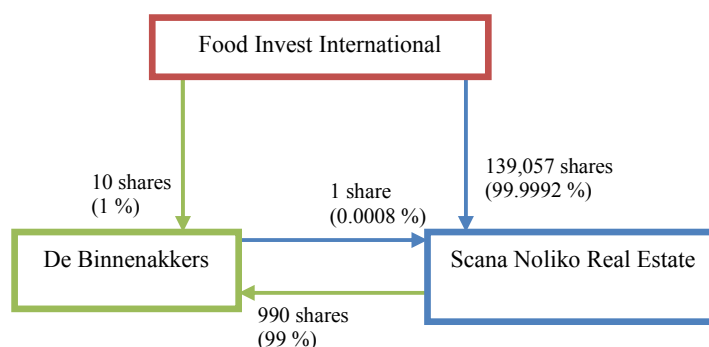 Food Invest International
10 shares
(1 %)
1 share
(0.0008 %)
139,057 shares
(99.9992 %)
De Binnenakkers
Scana Noliko Real Estate
990 shares
(99 %)